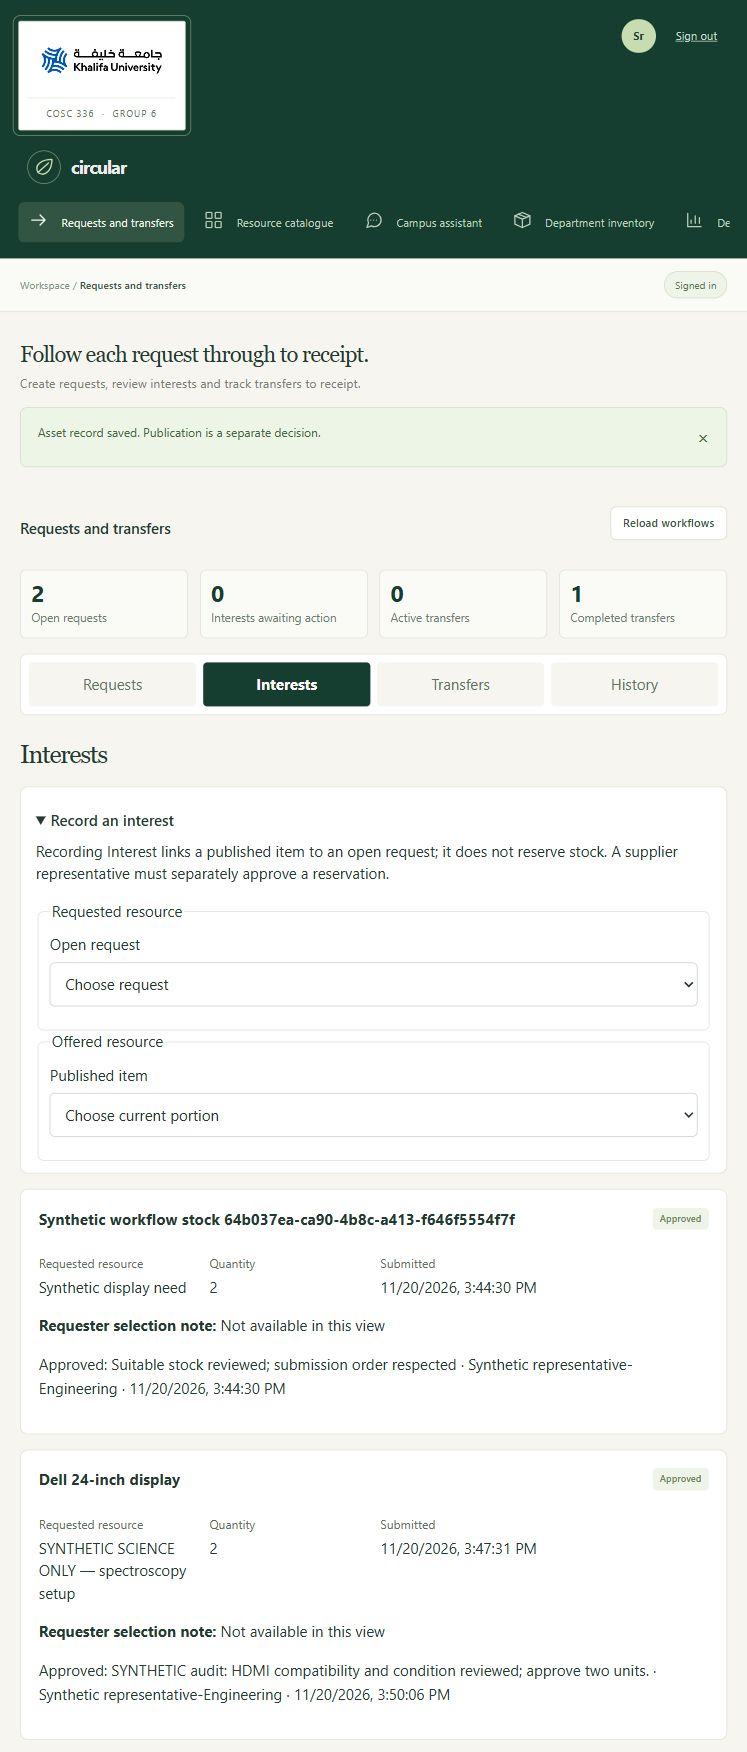 جامعة خليفة
Khalifa University
COSC 336 · GROUP 6
Sr
Sign out
circular
Requests and transfers
Resource catalogue
Campus assistant
Department inventory
De
Workspace / Requests and transfers
Signed in
Follow each request through to receipt.
Create requests, review interests and track transfers to receipt.
Asset record saved. Publication is a separate decision.
×
Requests and transfers
Reload workflows
2
Open requests
0
Interests awaiting action
0
Active transfers
1
Completed transfers
Requests
Interests
Transfers
History
Interests
▼ Record an interest
Recording Interest links a published item to an open request; it does not reserve stock. A supplier
representative must separately approve a reservation.
Requested resource
Open request
Choose request
Offered resource
Published item
Choose current portion
Synthetic workflow stock 64b037ea-ca90-4b8c-a413-f646f5554f7f
Approved
Requested resource
Quantity
Submitted
Synthetic display need
2
11/20/2026, 3:44:30 PM
Requester selection note: Not available in this view
Approved: Suitable stock reviewed; submission order respected · Synthetic representative-
Engineering · 11/20/2026, 3:44:30 PM
Dell 24-inch display
Approved
Requested resource
Quantity
Submitted
SYNTHETIC SCIENCE
ONLY — spectroscopy
setup
2
11/20/2026, 3:47:31 PM
Requester selection note: Not available in this view
Approved: SYNTHETIC audit: HDMI compatibility and condition reviewed; approve two units. ·
Synthetic representative-Engineering · 11/20/2026, 3:50:06 PM